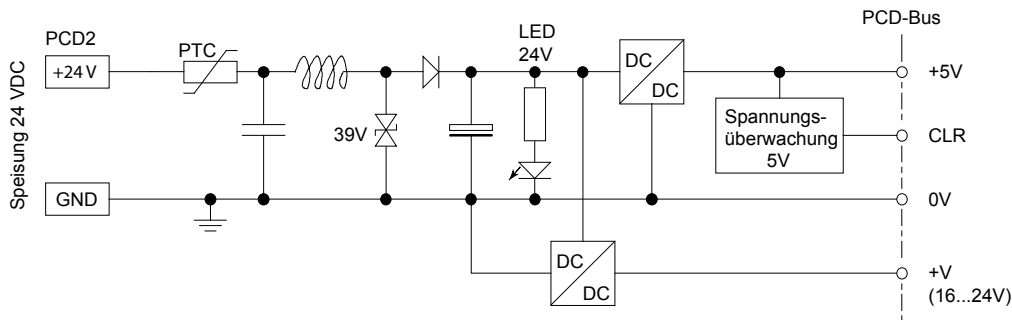 PCD-Bus
LED
24V
PCD2
PTC
+24V
DC
DC
+5V
Speisung 24 VDC
39V
Spannungs-
überwachung
5V
CLR
GND
0V
DC
DC
+V
(16...24V)